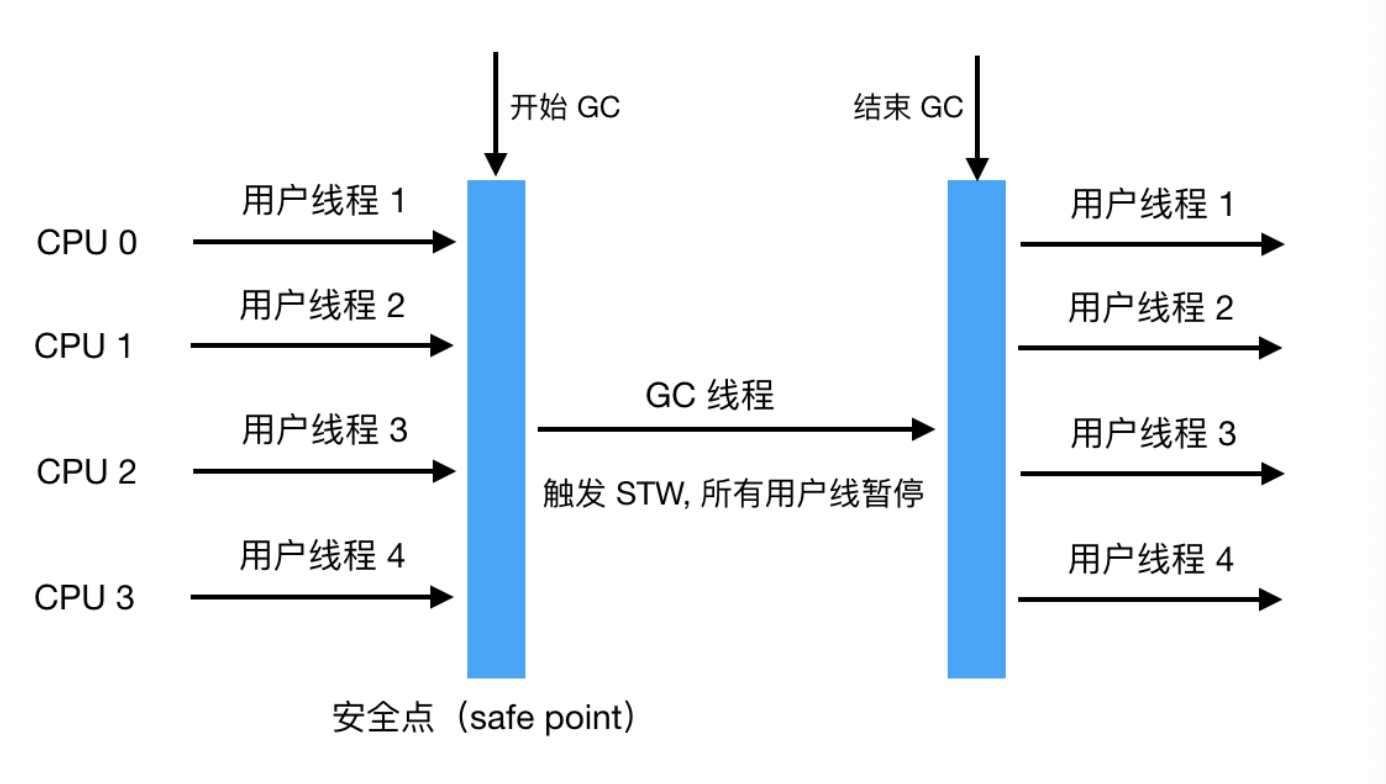 开始 GC
结束 GC
用户线程 1
用户线程 1
CPU 0
用户线程 2
用户线程 2
CPU 1
GC 线程
用户线程 3
用户线程 3
CPU 2
触发 STW, 所有用户线暂停
用户线程 4
用户线程 4
CPU 3
安全点（safe point）